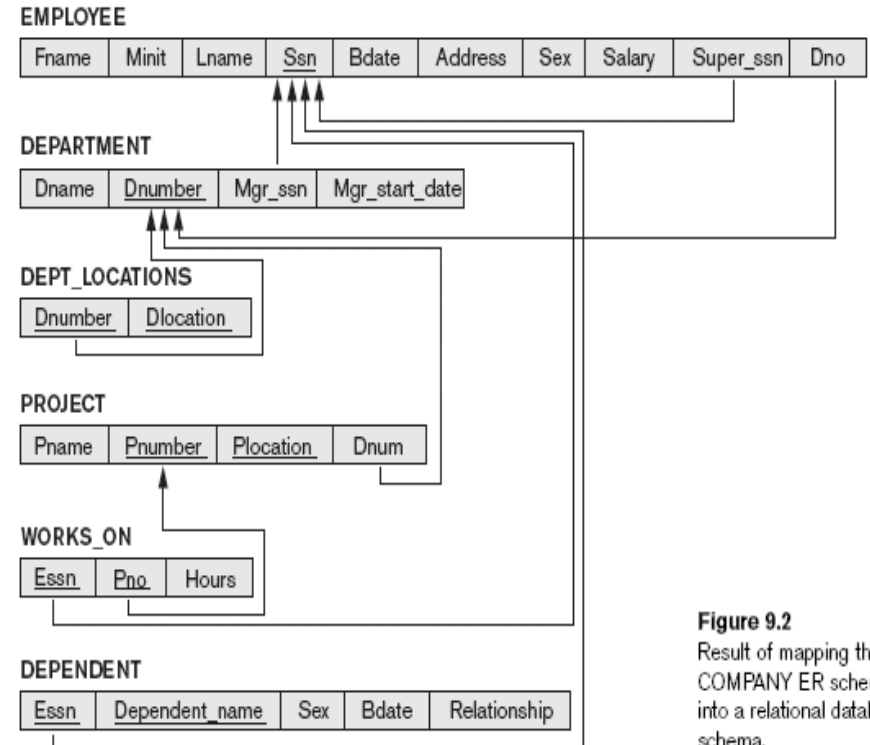 EMPLOYEE
Fname Minit Lname Ssn Bdate Address Sex Salary Super_ssn Dno
DEPARTMENT
Dname Dnumber Mgr_ssn Mgr_start_date
DEPT_LOCATIONS
Dnumber Dlocation
PROJECT
Pname Pnumber Plocation Dnum
WORKS_ON
Essn Pno Hours
DEPENDENT
Essn Dependent_name Sex Bdate Relationship
Figure 9.2
Result of mapping th
COMPANY ER schem
into a relational datal
schema.